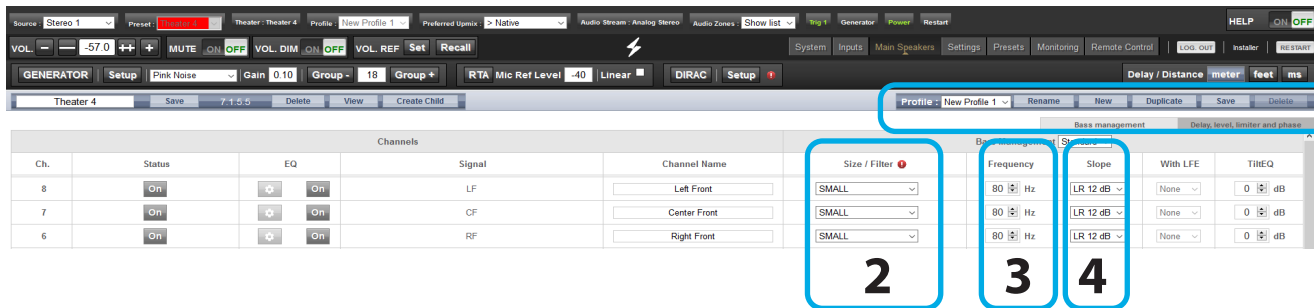 Source : Stereo 1 Preset : Theater 4 Theater : Theater 4 Profile : New Profile 1 Preferred Upmix : > Native Audio Stream : Analog Stereo Audio Zones : Show list Trig 1 Generator Power Restart HELP ON OFF
VOL. -57.0 MUTE ON OFF VOL. DIM ON OFF VOL. REF Set Recall System Inputs Main Speakers Settings Presets Monitoring Remote Control LOG OUT Installer RESTART
GENERATOR Setup Pink Noise Gain 0.10 Group - 18 Group + RTA Mic Ref Level -40 Linear DIRAC Setup Delay / Distance meter feet ms
Theater 4 Save 7.1.5.5 Delete View Create Child Profile : New Profile 1 Rename New Duplicate Save Delete
Bass management Delay, level, limiter and phase
Channels Bass Management Standard
Ch. Status EQ Signal Channel Name Size / Filter Frequency Slope With LFE TiltEQ
8 On On LF Left Front SMALL 80 Hz LR 12 dB None 0 dB
7 On On CF Center Front SMALL 80 Hz LR 12 dB None 0 dB
6 On On RF Right Front SMALL 80 Hz LR 12 dB None 0 dB
2 3 4